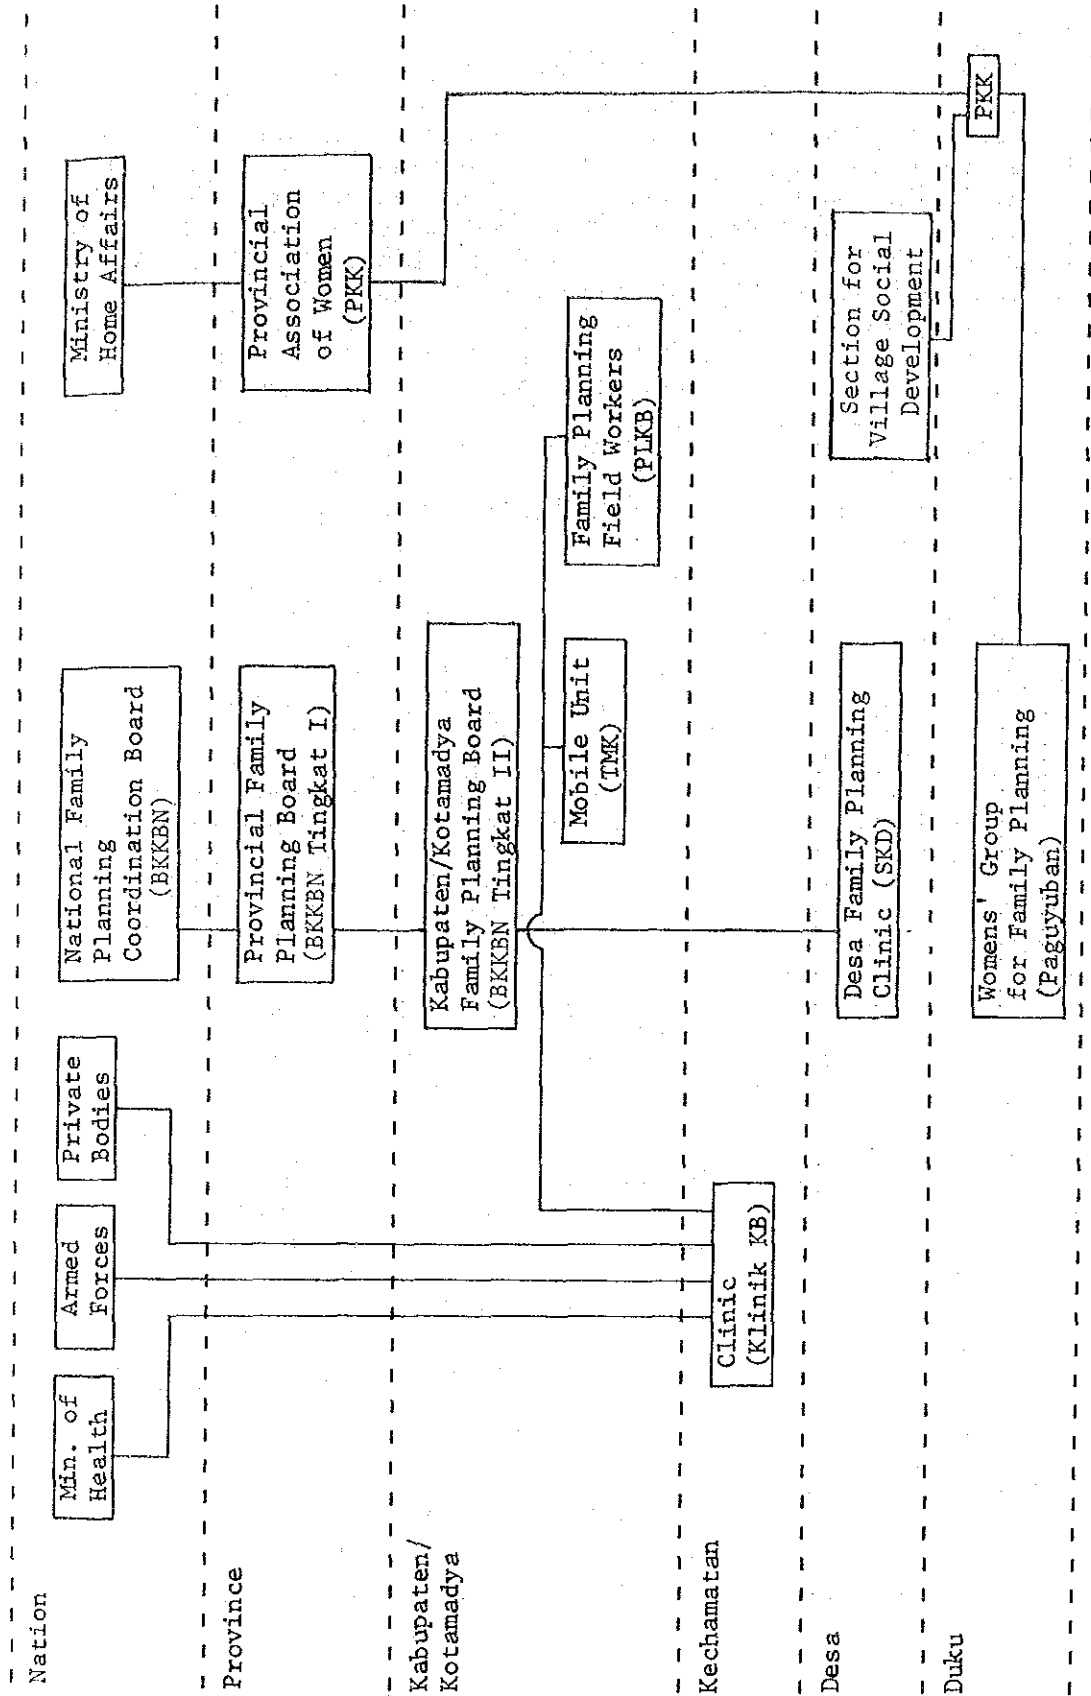 Nation
Min. of
Health
Armed
Forces
Private
Bodies
National Family
Planning
Coordination Board
(BKKBN)
Ministry of
Home Affairs
Province
Provincial Family
Planning Board
(BKKBN Tingkat I)
Provincial
Association
of Women
(PKK)
Kabupaten/
Kotamadya
Kabupaten/Kotamadya
Family Planning Board
(BKKBN Tingkat II)
Mobile Unit
(TMK)
Family Planning
Field Workers
(PLKB)
Kechamatan
Clinic
(Klinik KB)
Desa
Desa Family Planning
Clinic (SKD)
Section for
Village Social
Development
Duku
Womens' Group
for Family Planning
(Paguyuban)
PKK